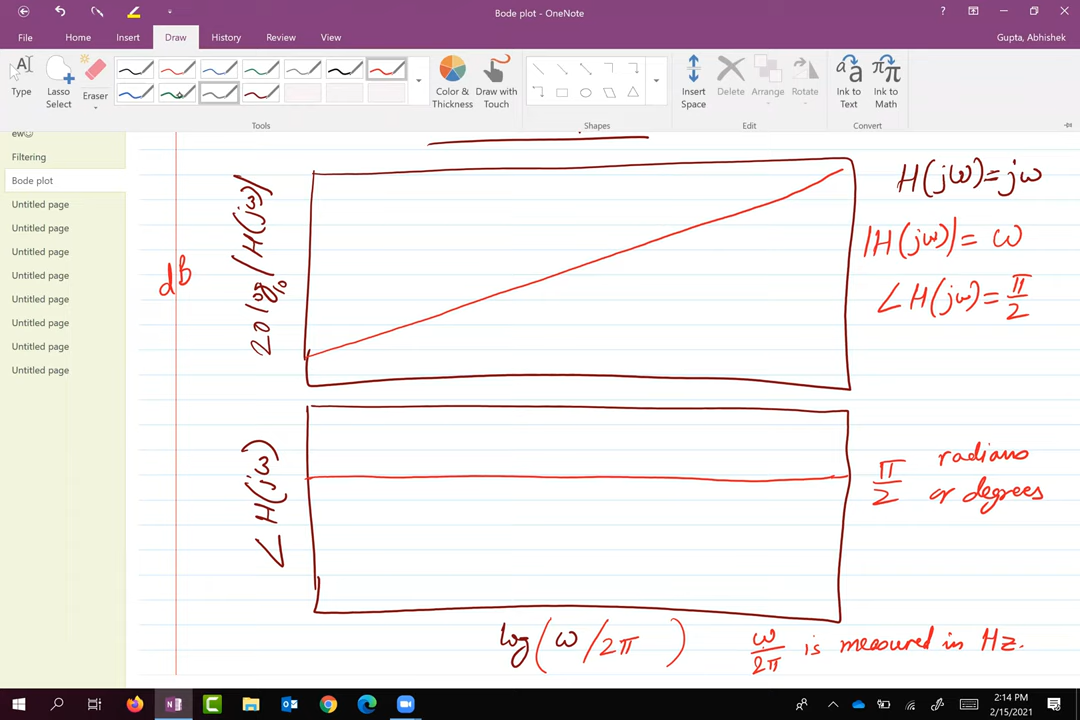 Bode plot - OneNote
File Home Insert Draw History Review View
Gupta, Abhishek
Type
Lasso Select
Eraser
Color & Thickness
Draw with Touch
Insert Space
Delete
Arrange
Rotate
Ink to Text
Ink to Math
Tools
Shapes
Edit
Convert
ew
Filtering
Bode plot
Untitled page
Untitled page
Untitled page
Untitled page
Untitled page
Untitled page
Untitled page
Untitled page
dB
20 log₁₀ |H(jω)|
H(jω)=jω
|H(jω)|= ω
∠H(jω)= π/2
∠H(jω)
π/2 radians
or degrees
log(ω/2π)
ω/2π is measured in Hz.
2:14 PM
2/15/2021